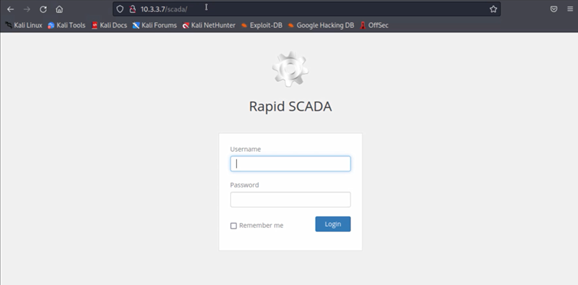 10.3.3.7/scada/
Kali Linux Kali Tools Kali Docs Kali Forums Kali NetHunter Exploit-DB Google Hacking DB OffSec
Rapid SCADA
Username
Password
Remember me Login